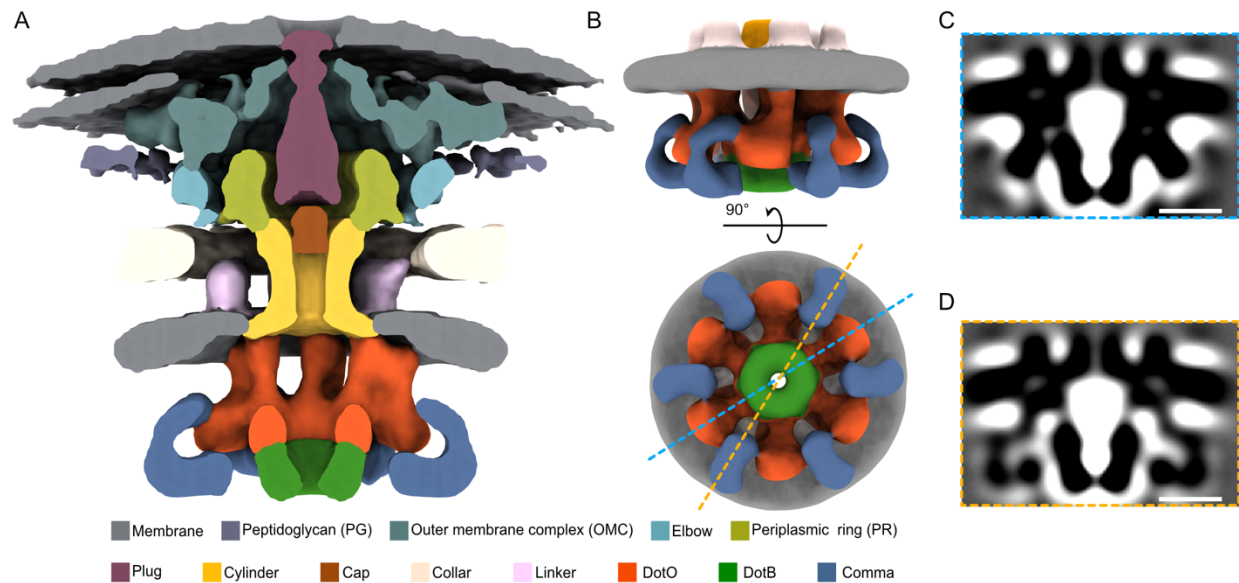 A
B
C
90°
D
Membrane Peptidoglycan (PG) Outer membrane complex (OMC) Elbow Periplasmic ring (PR)
Plug Cylinder Cap Collar Linker DotO DotB Comma